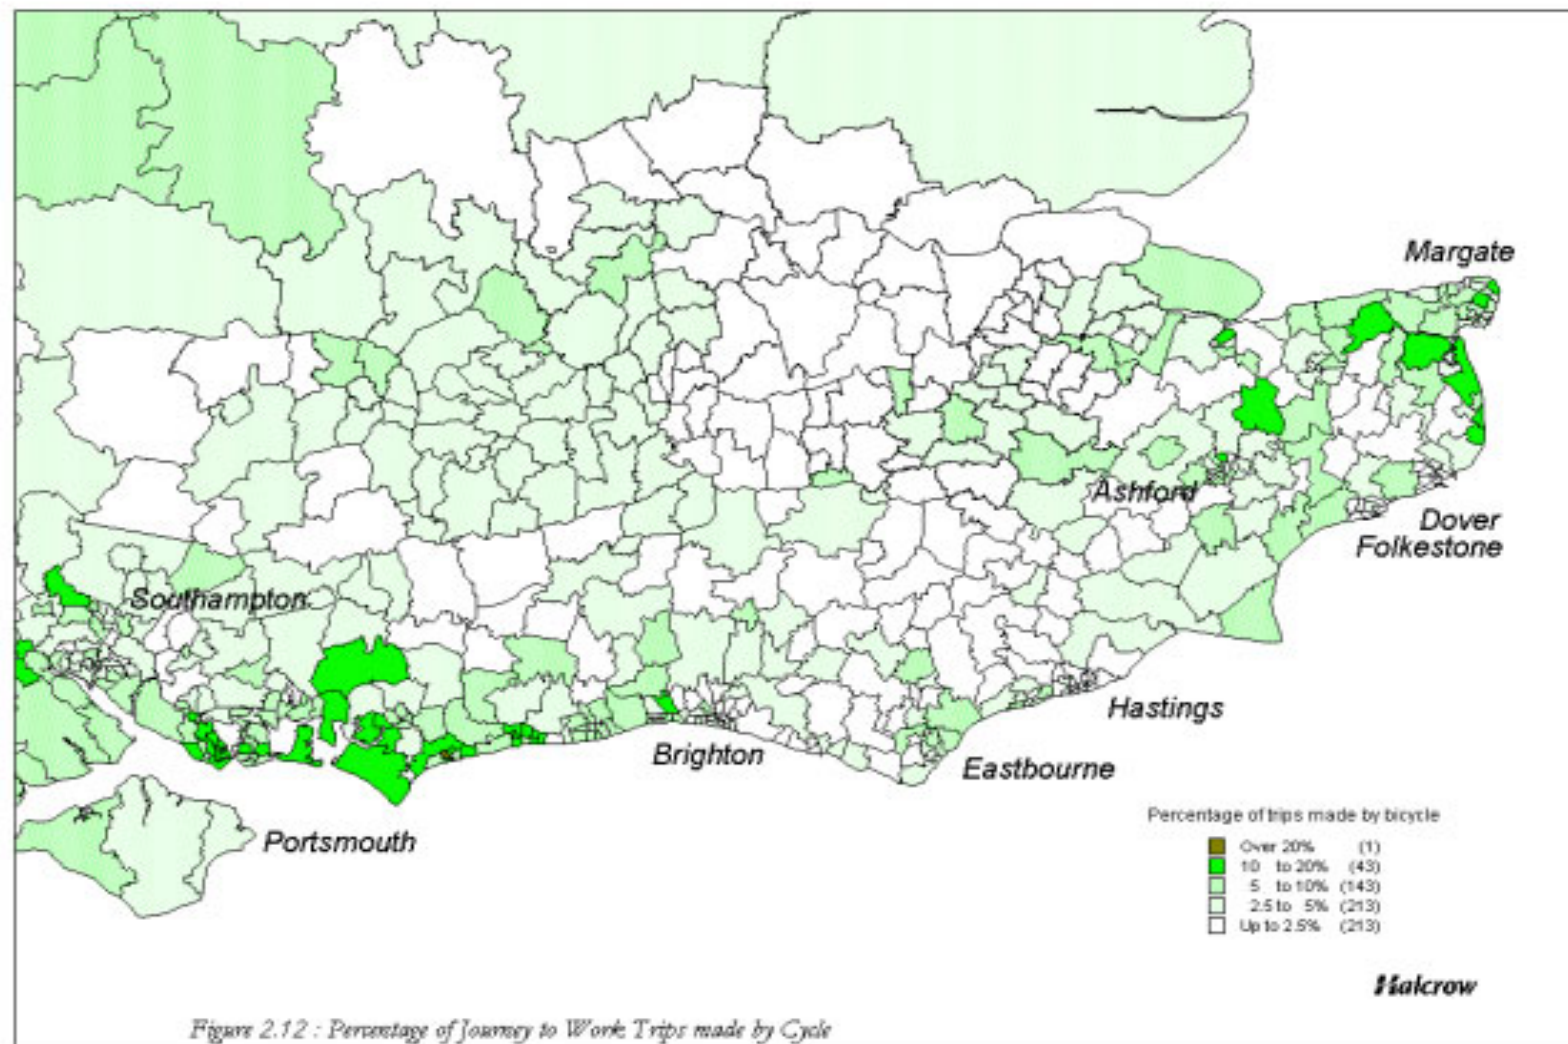 Margate
Ashford
Dover
Folkestone
Southampton
Hastings
Brighton
Eastbourne
Portsmouth
Percentage of trips made by bicycle
Over 20% (1)
10 to 20% (43)
5 to 10% (143)
2.5 to 5% (213)
Up to 2.5% (213)
Halcrow
Figure 2.12 : Percentage of Journey to Work Trips made by Cycle